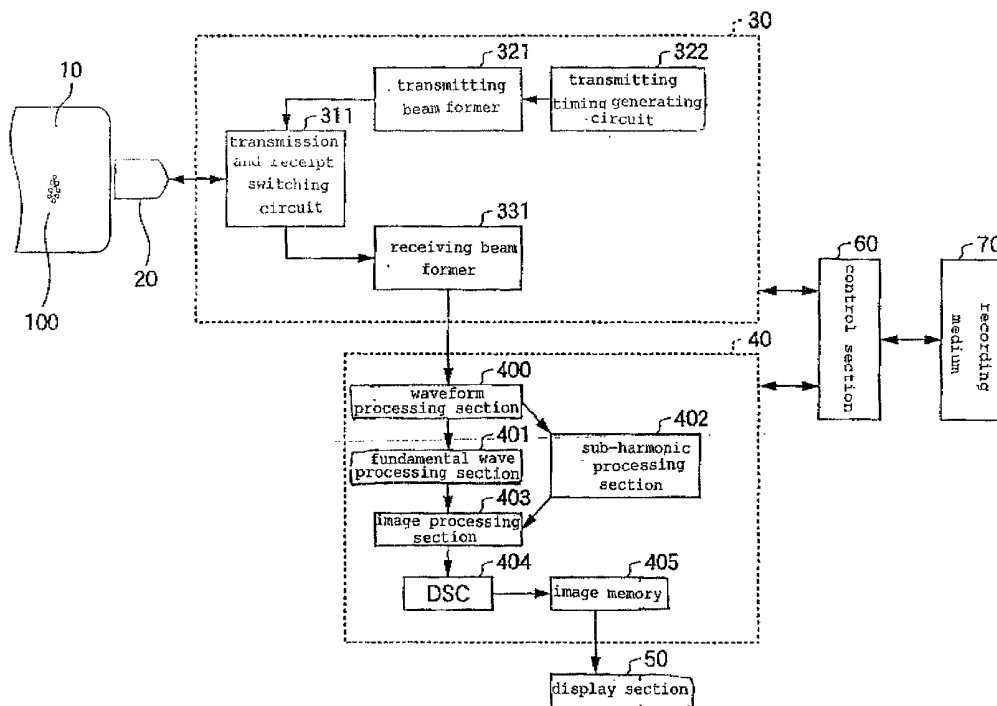 30
321
322
transmitting
beam former
transmitting
timing generating
circuit
10
311
transmission
and receipt
switching
circuit
331
receiving beam
former
20
100
60
control section
70
recording
medium
40
400
waveform
processing section
401
fundamental wave
processing section
402
sub-harmonic
processing
section
403
image processing
section
404
DSC
405
image memory
50
display section